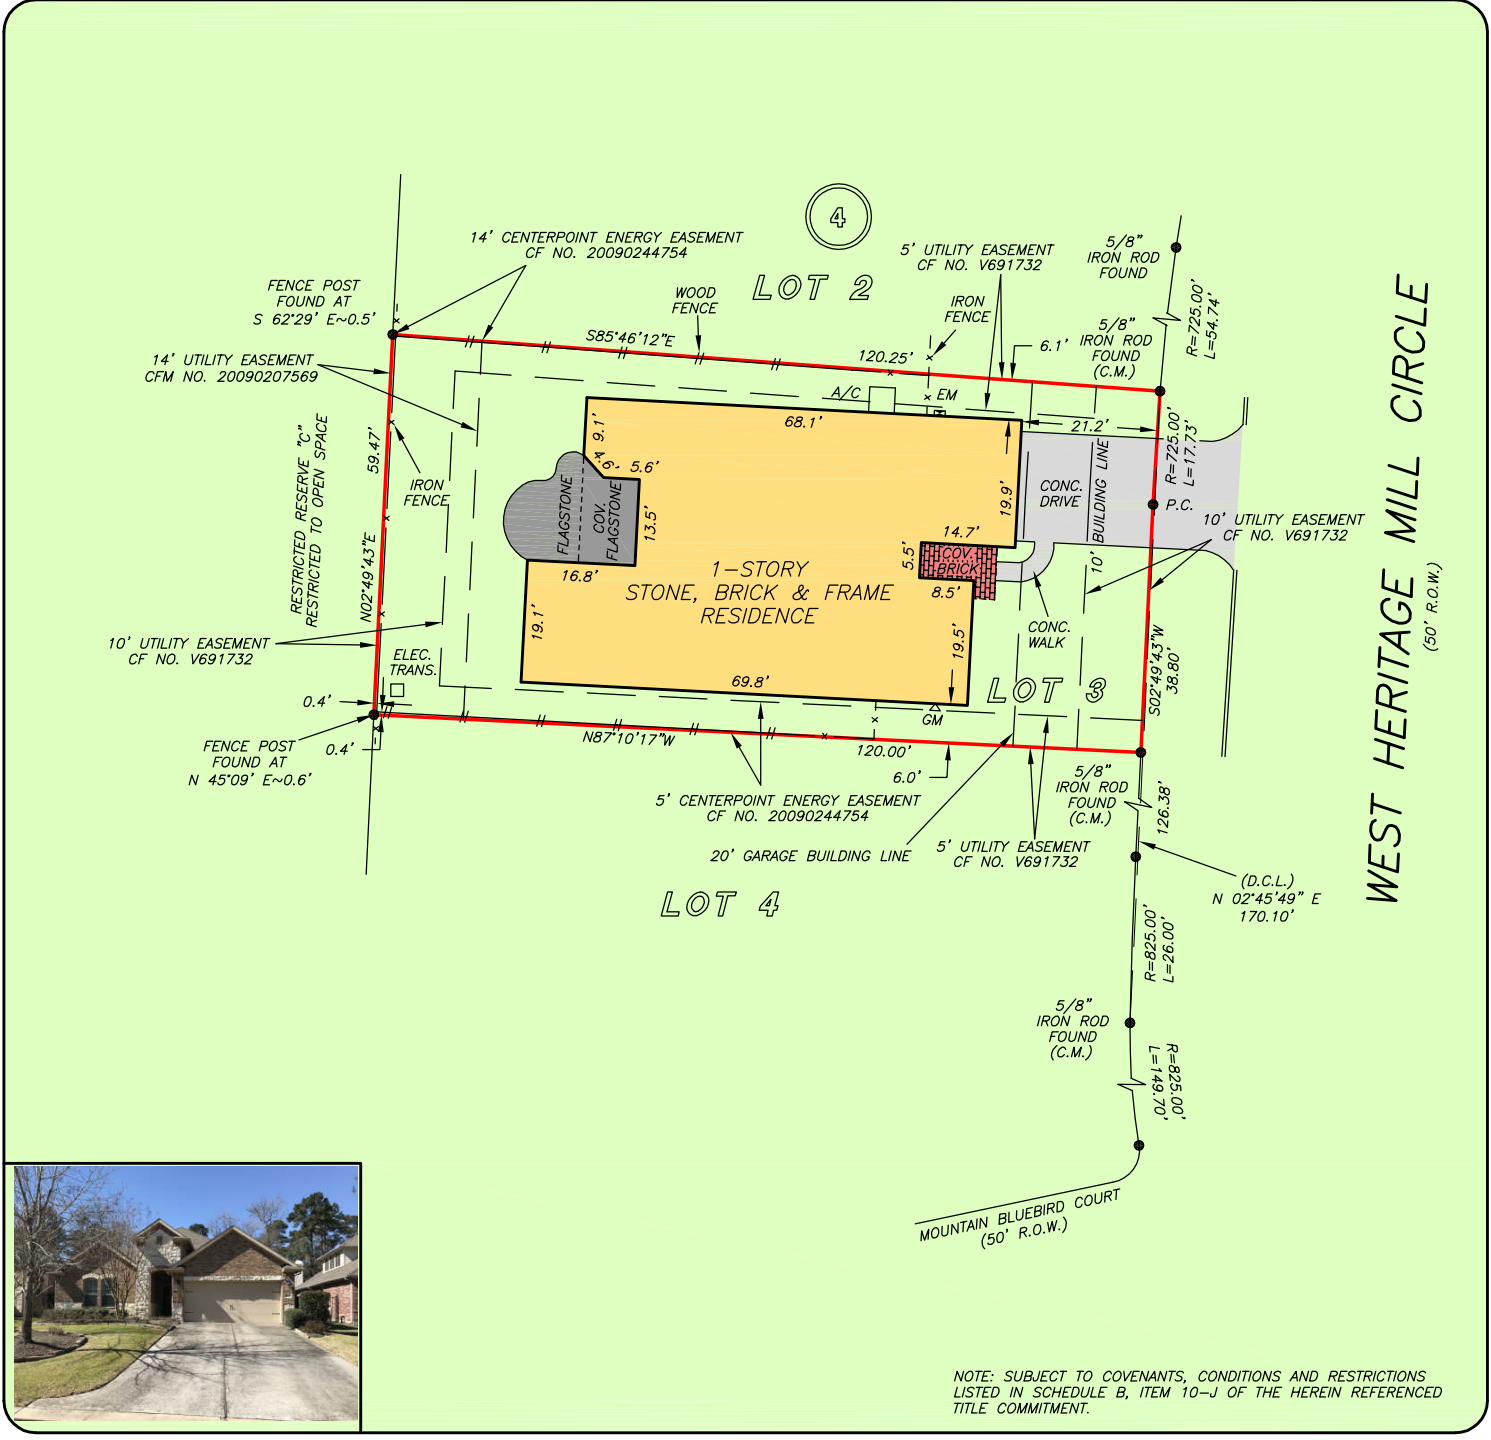 4
LOT 2
14' CENTERPOINT ENERGY EASEMENT
CF NO. 20090244754
5' UTILITY EASEMENT
CF NO. V691732
5/8"
IRON ROD
FOUND
FENCE POST
FOUND AT
S 62°29' E~0.5'
WOOD
FENCE
IRON
FENCE
5/8"
IRON ROD
FOUND
(C.M.)
R=725.00'
L=54.74'
6.1'
S85°46'12"E
120.25'
14' UTILITY EASEMENT
CFM NO. 20090207569
A/C
EM
68.1'
21.2'
R=725.00'
L=17.73'
WEST HERITAGE MILL CIRCLE
(50' R.O.W.)
RESTRICTED RESERVE "C"
RESTRICTED TO OPEN SPACE
59.47'
N02°49'43"E
IRON
FENCE
9.1'
4.6'
5.6'
FLAGSTONE
COV.
FLAGSTONE
13.5'
16.8'
19.9'
CONC.
DRIVE
10' BUILDING LINE
P.C.
10' UTILITY EASEMENT
CF NO. V691732
14.7'
5.5'
COV.
BRICK
8.5'
1-STORY
STONE, BRICK & FRAME
RESIDENCE
19.1'
19.5'
CONC.
WALK
10' UTILITY EASEMENT
CF NO. V691732
ELEC.
TRANS.
69.8'
LOT 3
S02°49'43"W
38.80'
0.4'
0.4'
GM
FENCE POST
FOUND AT
N 45°09' E~0.6'
N87°10'17"W
120.00'
6.0'
5/8"
IRON ROD
FOUND
(C.M.)
126.38'
5' CENTERPOINT ENERGY EASEMENT
CF NO. 20090244754
20' GARAGE BUILDING LINE
5' UTILITY EASEMENT
CF NO. V691732
(D.C.L.)
N 02°45'49" E
170.10'
LOT 4
R=825.00'
L=26.00'
5/8"
IRON ROD
FOUND
(C.M.)
R=825.00'
L=149.70'
MOUNTAIN BLUEBIRD COURT
(50' R.O.W.)
NOTE: SUBJECT TO COVENANTS, CONDITIONS AND RESTRICTIONS
LISTED IN SCHEDULE B, ITEM 10-J OF THE HEREIN REFERENCED
TITLE COMMITMENT.